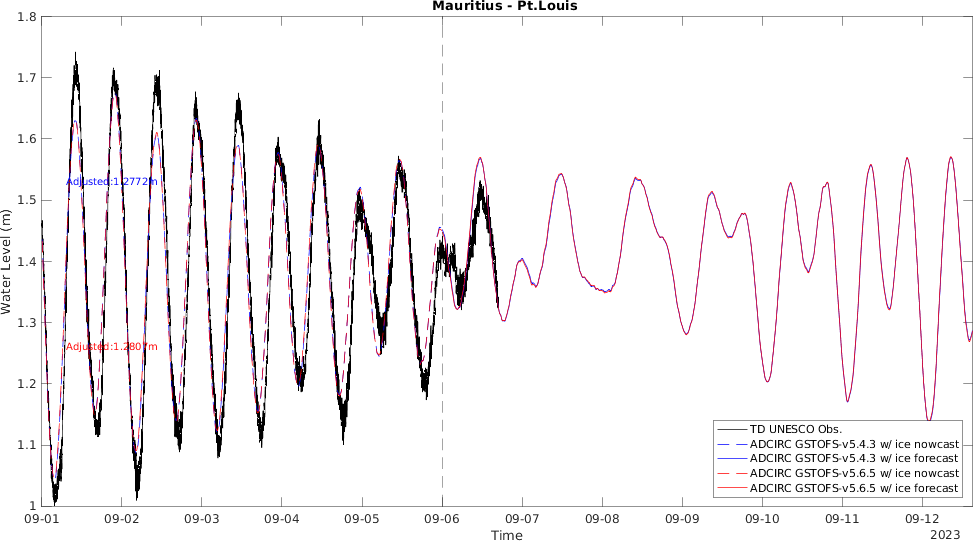 Mauritius - Pt.Louis
1.8
1.7
1.6
1.5
1.4
1.3
1.2
1.1
1
Water Level (m)
Adjusted:1.2772m
Adjusted:1.2807m
TD UNESCO Obs.
ADCIRC GSTOFS-v5.4.3 w/ ice nowcast
ADCIRC GSTOFS-v5.4.3 w/ ice forecast
ADCIRC GSTOFS-v5.6.5 w/ ice nowcast
ADCIRC GSTOFS-v5.6.5 w/ ice forecast
09-01 09-02 09-03 09-04 09-05 09-06 09-07 09-08 09-09 09-10 09-11 09-12
Time
2023